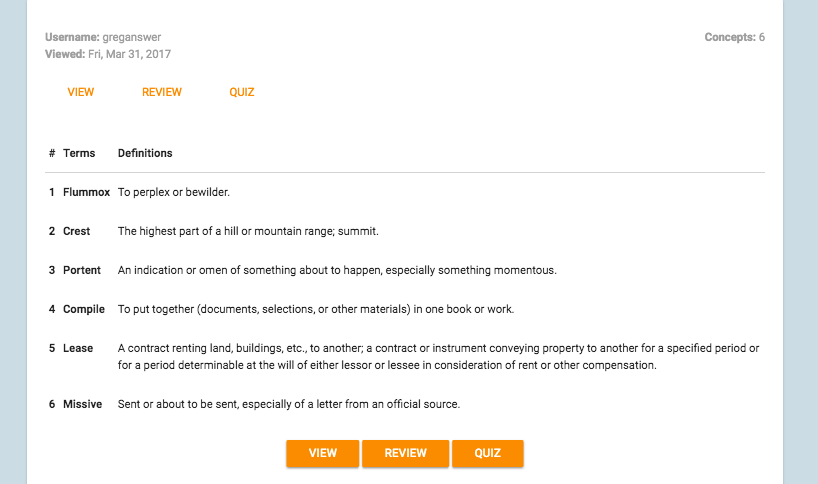 Username: greganswer
Concepts: 6
Viewed: Fri, Mar 31, 2017
VIEW REVIEW QUIZ
# Terms Definitions
1 Flummox To perplex or bewilder.
2 Crest The highest part of a hill or mountain range; summit.
3 Portent An indication or omen of something about to happen, especially something momentous.
4 Compile To put together (documents, selections, or other materials) in one book or work.
5 Lease A contract renting land, buildings, etc., to another; a contract or instrument conveying property to another for a specified period or
for a period determinable at the will of either lessor or lessee in consideration of rent or other compensation.
6 Missive Sent or about to be sent, especially of a letter from an official source.
VIEW REVIEW QUIZ